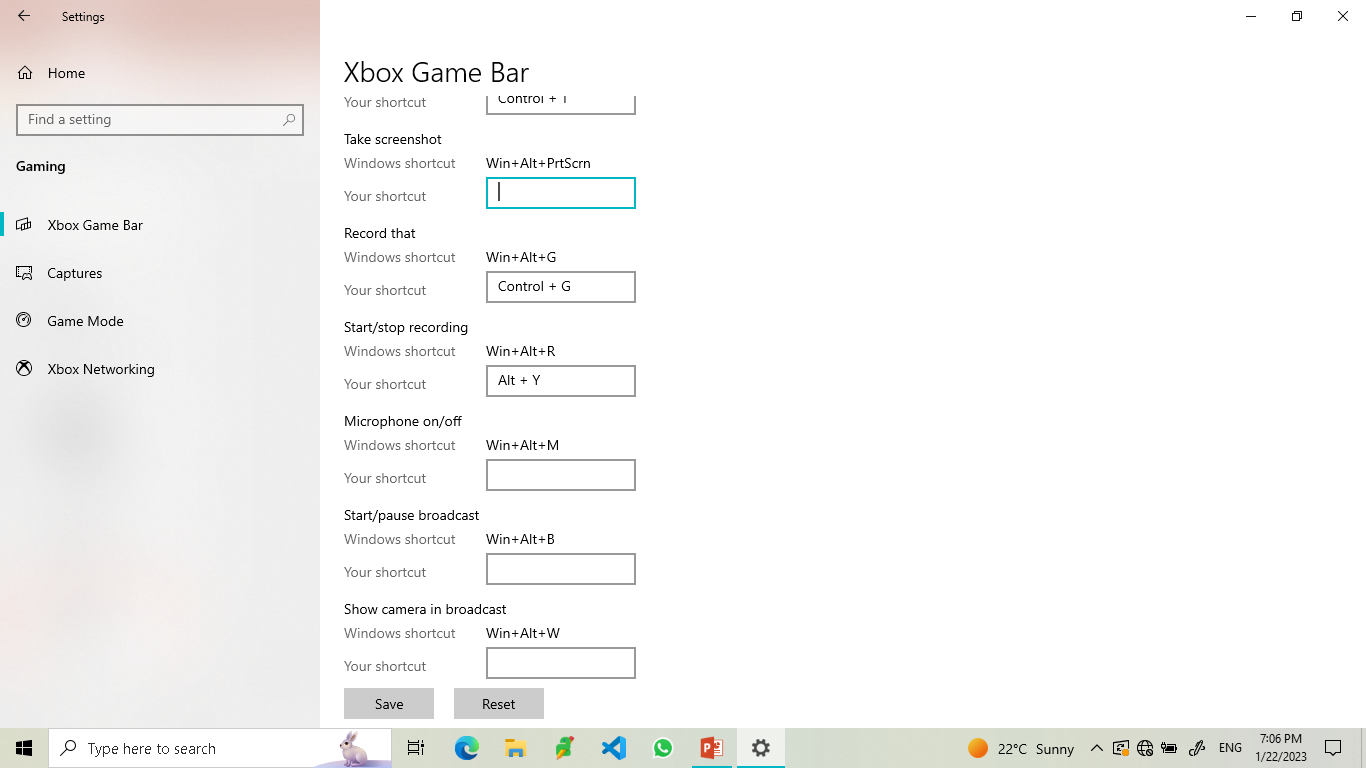 Settings
Home
Find a setting
Gaming
Xbox Game Bar
Captures
Game Mode
Xbox Networking
Xbox Game Bar
Your shortcut Control + T
Take screenshot
Windows shortcut Win+Alt+PrtScrn
Your shortcut
Record that
Windows shortcut Win+Alt+G
Your shortcut Control + G
Start/stop recording
Windows shortcut Win+Alt+R
Your shortcut Alt + Y
Microphone on/off
Windows shortcut Win+Alt+M
Your shortcut
Start/pause broadcast
Windows shortcut Win+Alt+B
Your shortcut
Show camera in broadcast
Windows shortcut Win+Alt+W
Your shortcut
Save Reset
Type here to search
22°C Sunny
ENG
7:06 PM
1/22/2023